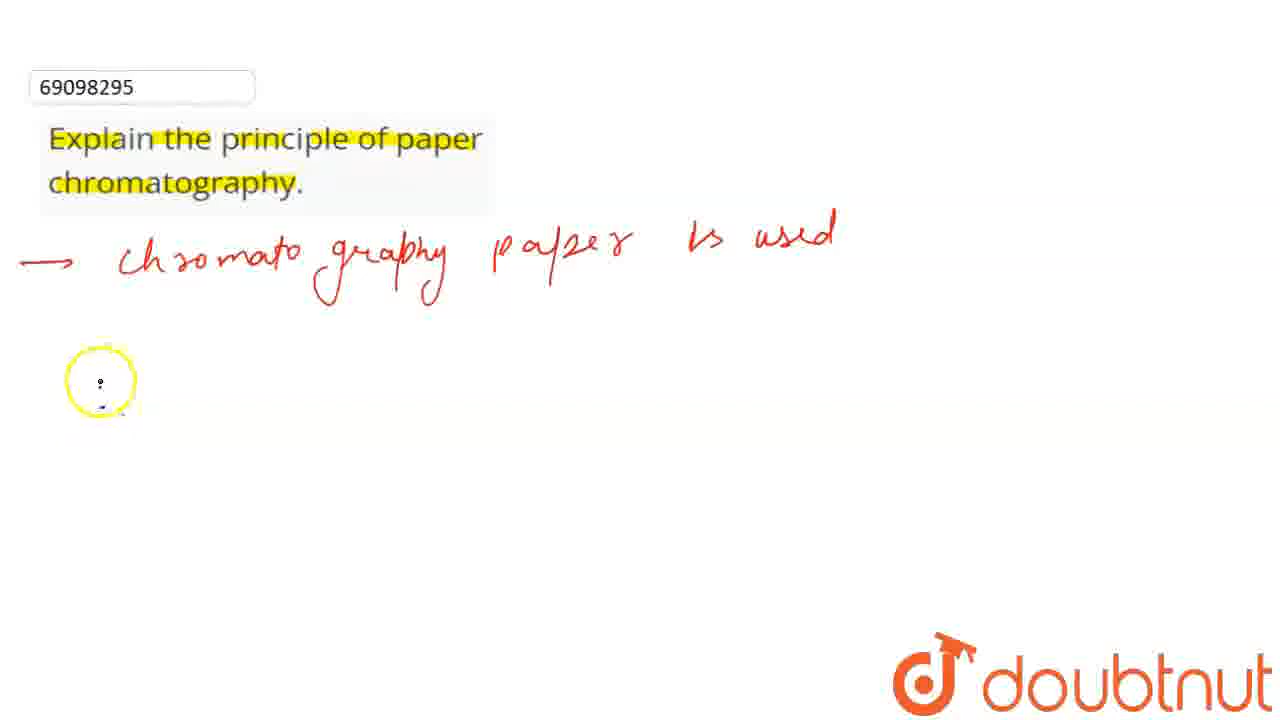 69098295
Explain the principle of paper
chromatography.
→ chromatography paper is used
doubtnut